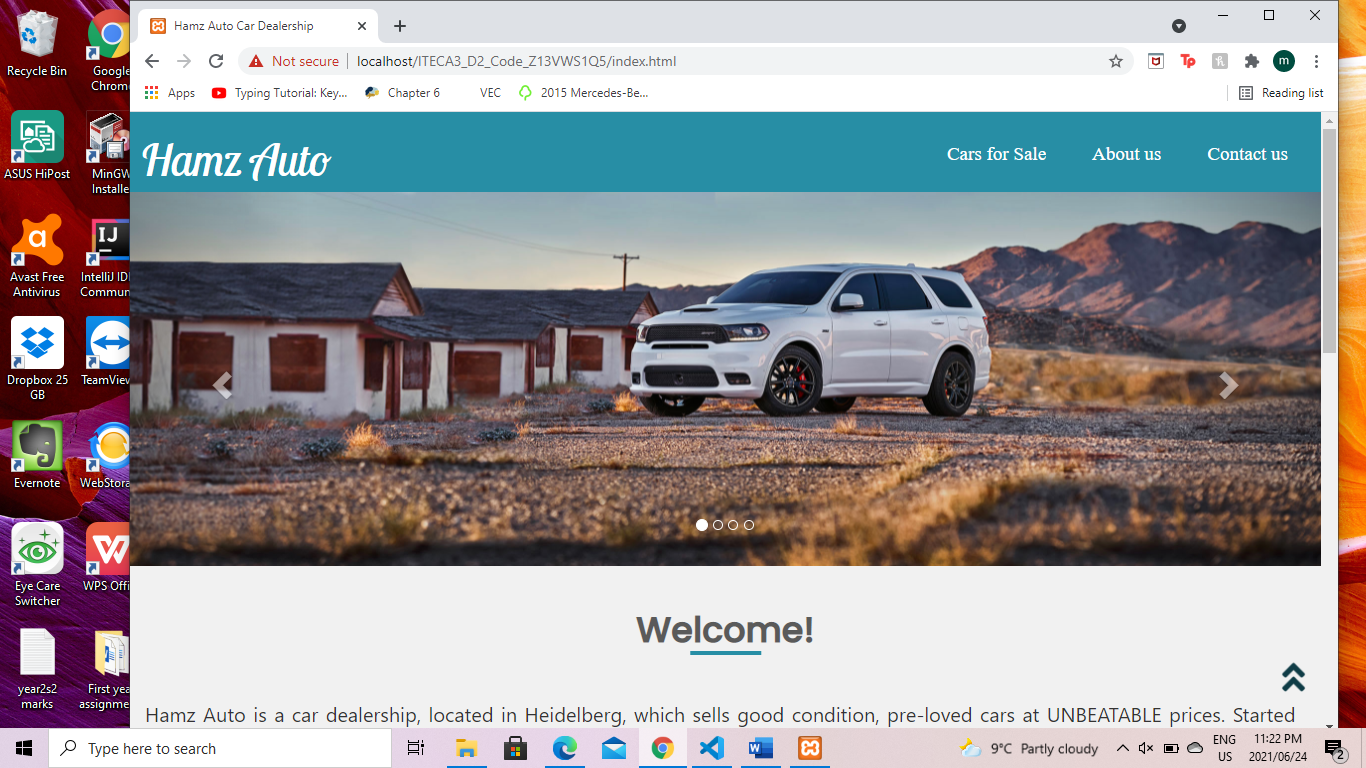 Recycle Bin
Google
Chrome
ASUS HiPost
MinGW
Installe
Avast Free
Antivirus
IntelliJ IDE
Commun
Dropbox 25
GB
TeamView
Evernote
WebStora
Eye Care
Switcher
WPS Offi
year2s2
marks
First yea
assignme
Hamz Auto Car Dealership
Not secure
localhost/ITECA3_D2_Code_Z13VWS1Q5/index.html
m
Apps
Typing Tutorial: Key...
Chapter 6
VEC
2015 Mercedes-Be...
Reading list
Hamz Auto
Cars for Sale
About us
Contact us
Welcome!
Hamz Auto is a car dealership, located in Heidelberg, which sells good condition, pre-loved cars at UNBEATABLE prices. Started
Type here to search
9°C Partly cloudy
ENG
US
11:22 PM
2021/06/24
2